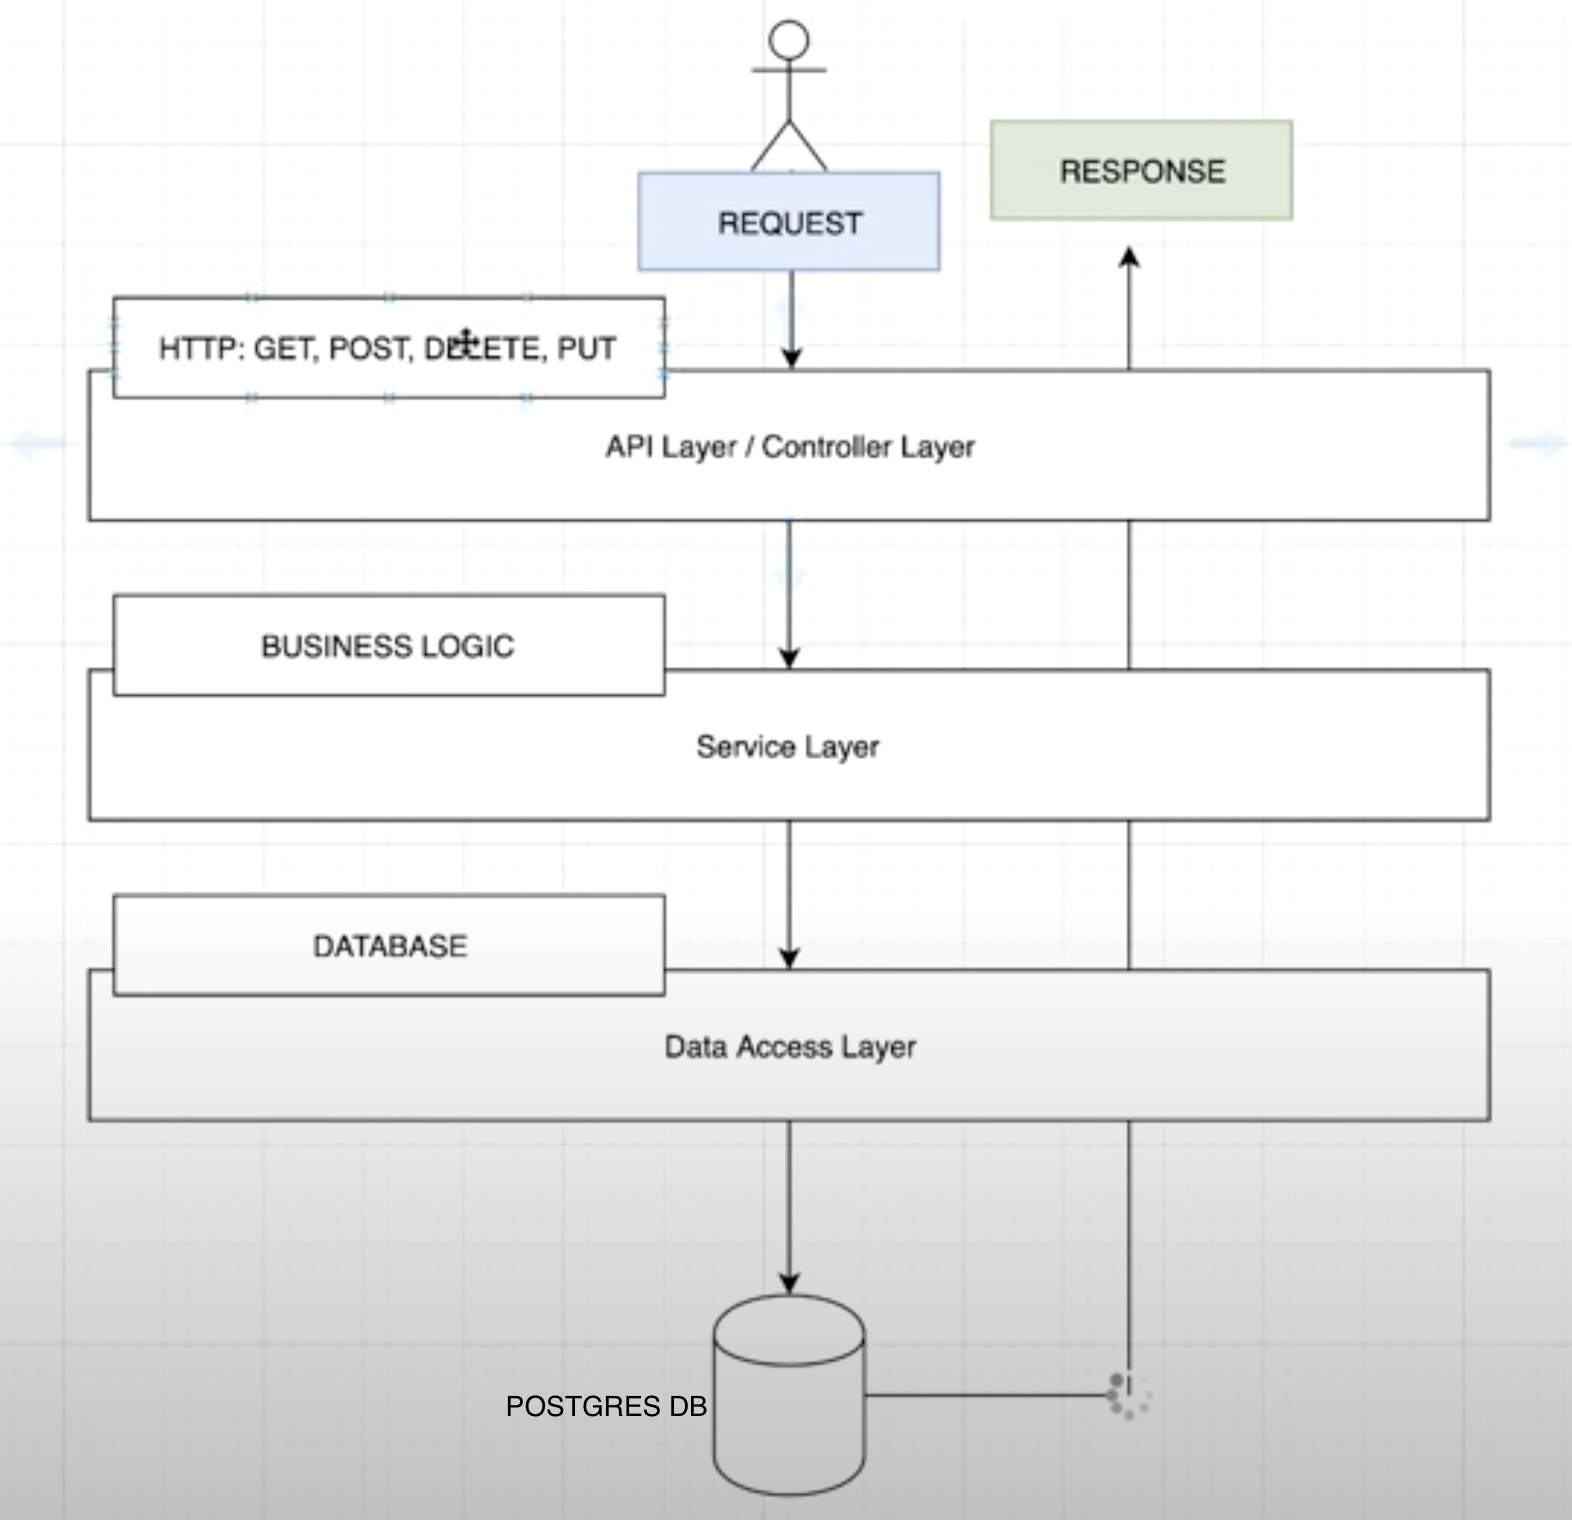 RESPONSE
REQUEST
HTTP: GET, POST, DELETE, PUT
API Layer / Controller Layer
BUSINESS LOGIC
Service Layer
DATABASE
Data Access Layer
POSTGRES DB